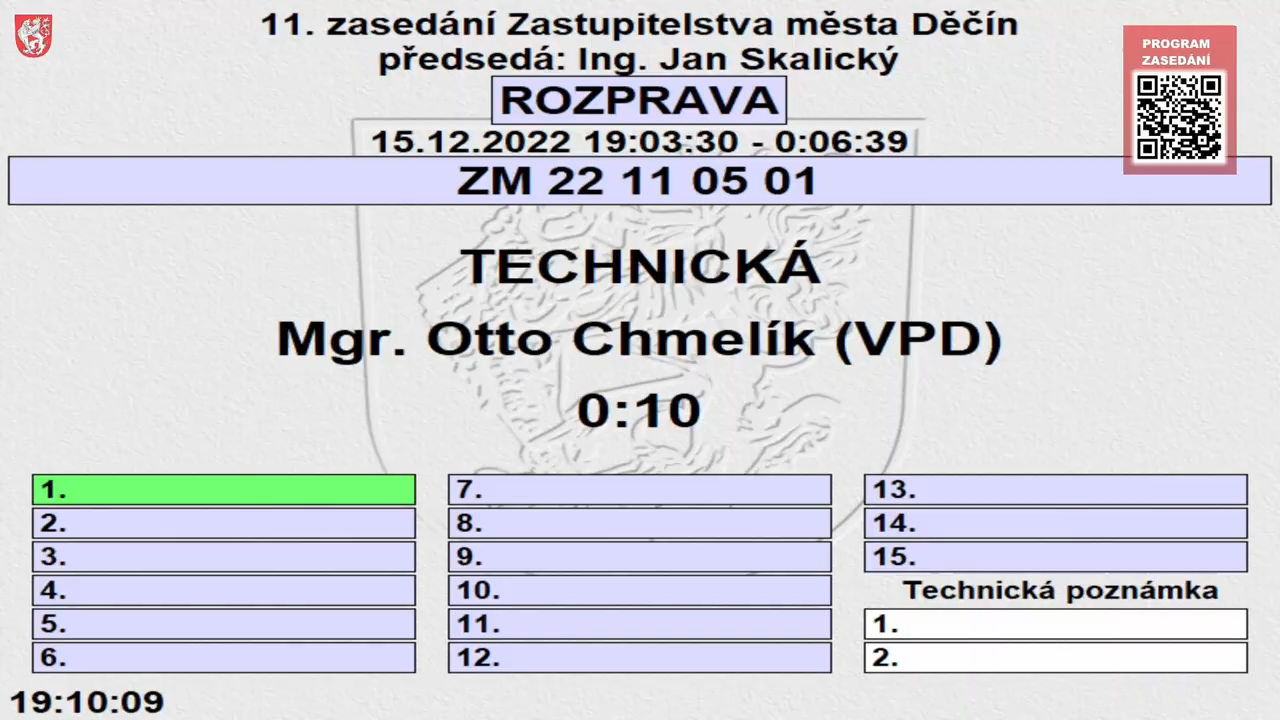 11. zasedání Zastupitelstva města Děčín
předsedá: Ing. Jan Skalický
PROGRAM
ZASEDÁNÍ
ROZPRAVA
15.12.2022 19:03:30 - 0:06:39
ZM 22 11 05 01
TECHNICKÁ
Mgr. Otto Chmelík (VPD)
0:10
1.
2.
3.
4.
5.
6.
7.
8.
9.
10.
11.
12.
13.
14.
15.
Technická poznámka
1.
2.
19:10:09